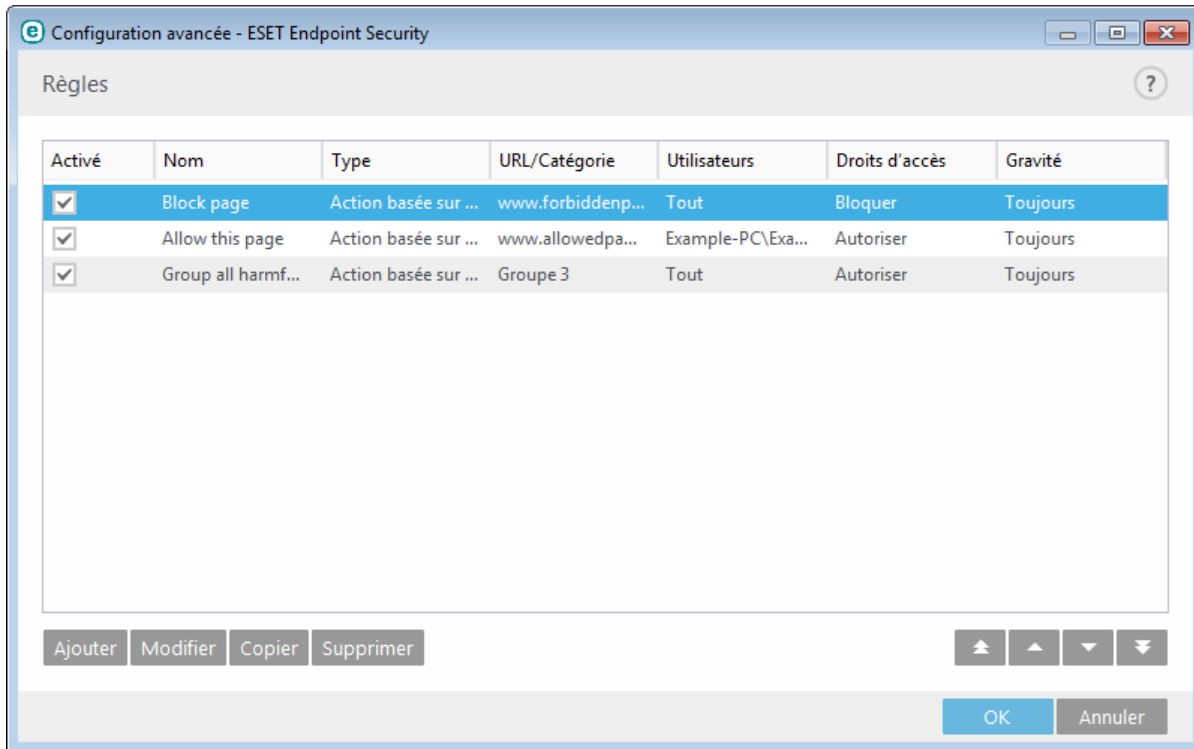 e Configuration avancée - ESET Endpoint Security
Règles ?
Activé Nom Type URL/Catégorie Utilisateurs Droits d'accès Gravité
Block page Action basée sur ... www.forbiddenp... Tout Bloquer Toujours
Allow this page Action basée sur ... www.allowedpa... Example-PC\Exa... Autoriser Toujours
Group all harmf... Action basée sur ... Groupe 3 Tout Autoriser Toujours
Ajouter Modifier Copier Supprimer
OK Annuler